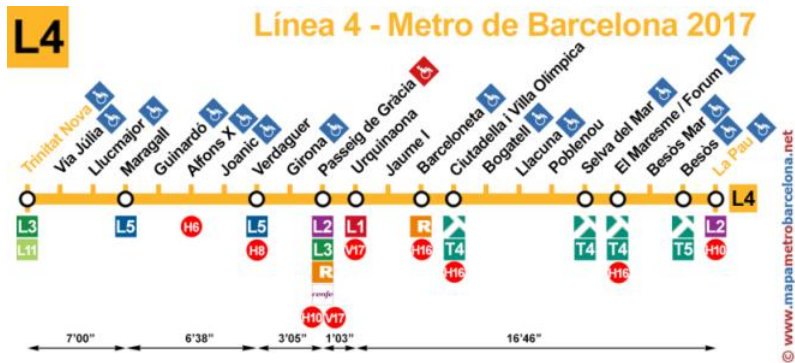 L4
Línea 4 - Metro de Barcelona 2017
Trinitat Nova
Via Júlia
Llucmajor
Maragall
Guinardó
Alfons X
Joanic
Verdaguer
Girona
Passeig de Gràcia
Urquinaona
Jaume I
Barceloneta
Ciutadella i Villa Olimpica
Bogatell
Llacuna
Poblenou
Selva del Mar
El Maresme / Forum
Besòs Mar
Besòs
La Pau
L4
L3 L5 H6 L5 L2 L1 R T4 T4 T5 L2
L11 H8 L3 V17 H16 T4 H16 T4 H16 H10
R
renfe
H10 V17
7'00” 6'38” 3'05” 1'03” 16'46”
© www.mapametrobarcelona.net